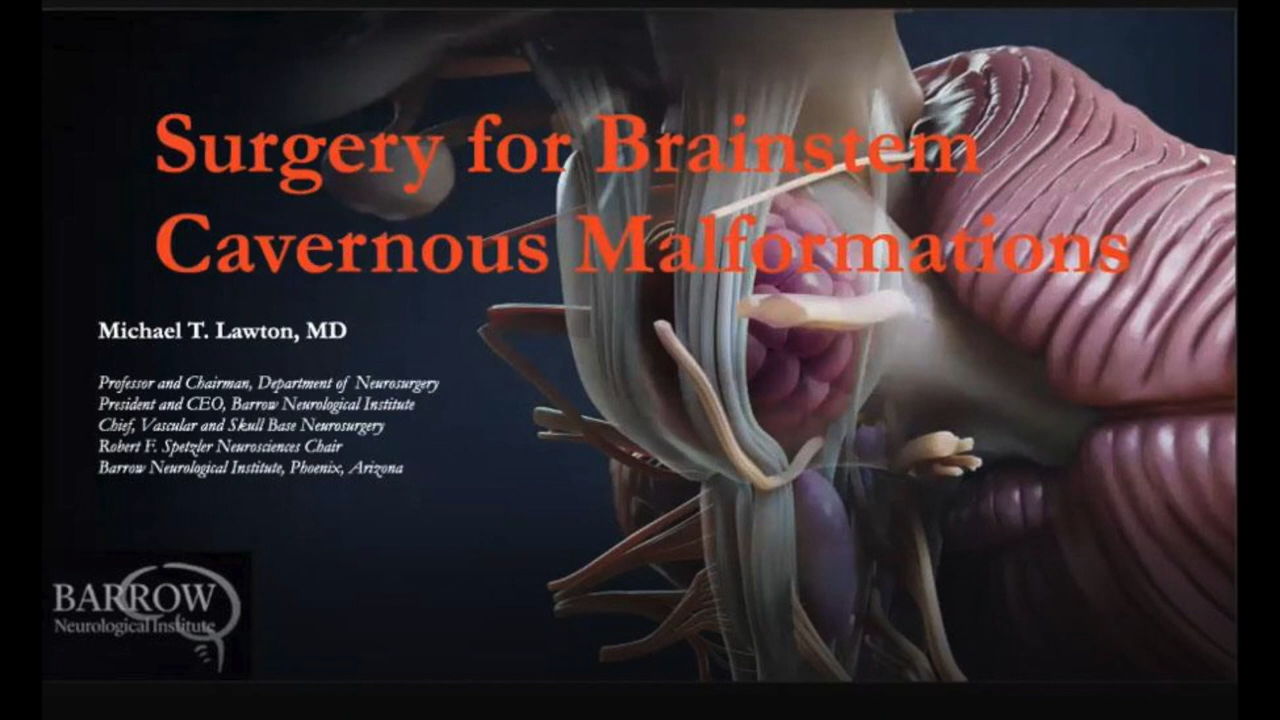 Surgery for Brainstem
Cavernous Malformations
Michael T. Lawton, MD
Professor and Chairman, Department of Neurosurgery
President and CEO, Barrow Neurological Institute
Chief, Vascular and Skull Base Neurosurgery
Robert F. Spetzler Neurosciences Chair
Barrow Neurological Institute, Phoenix, Arizona
BARROW
Neurological Institute